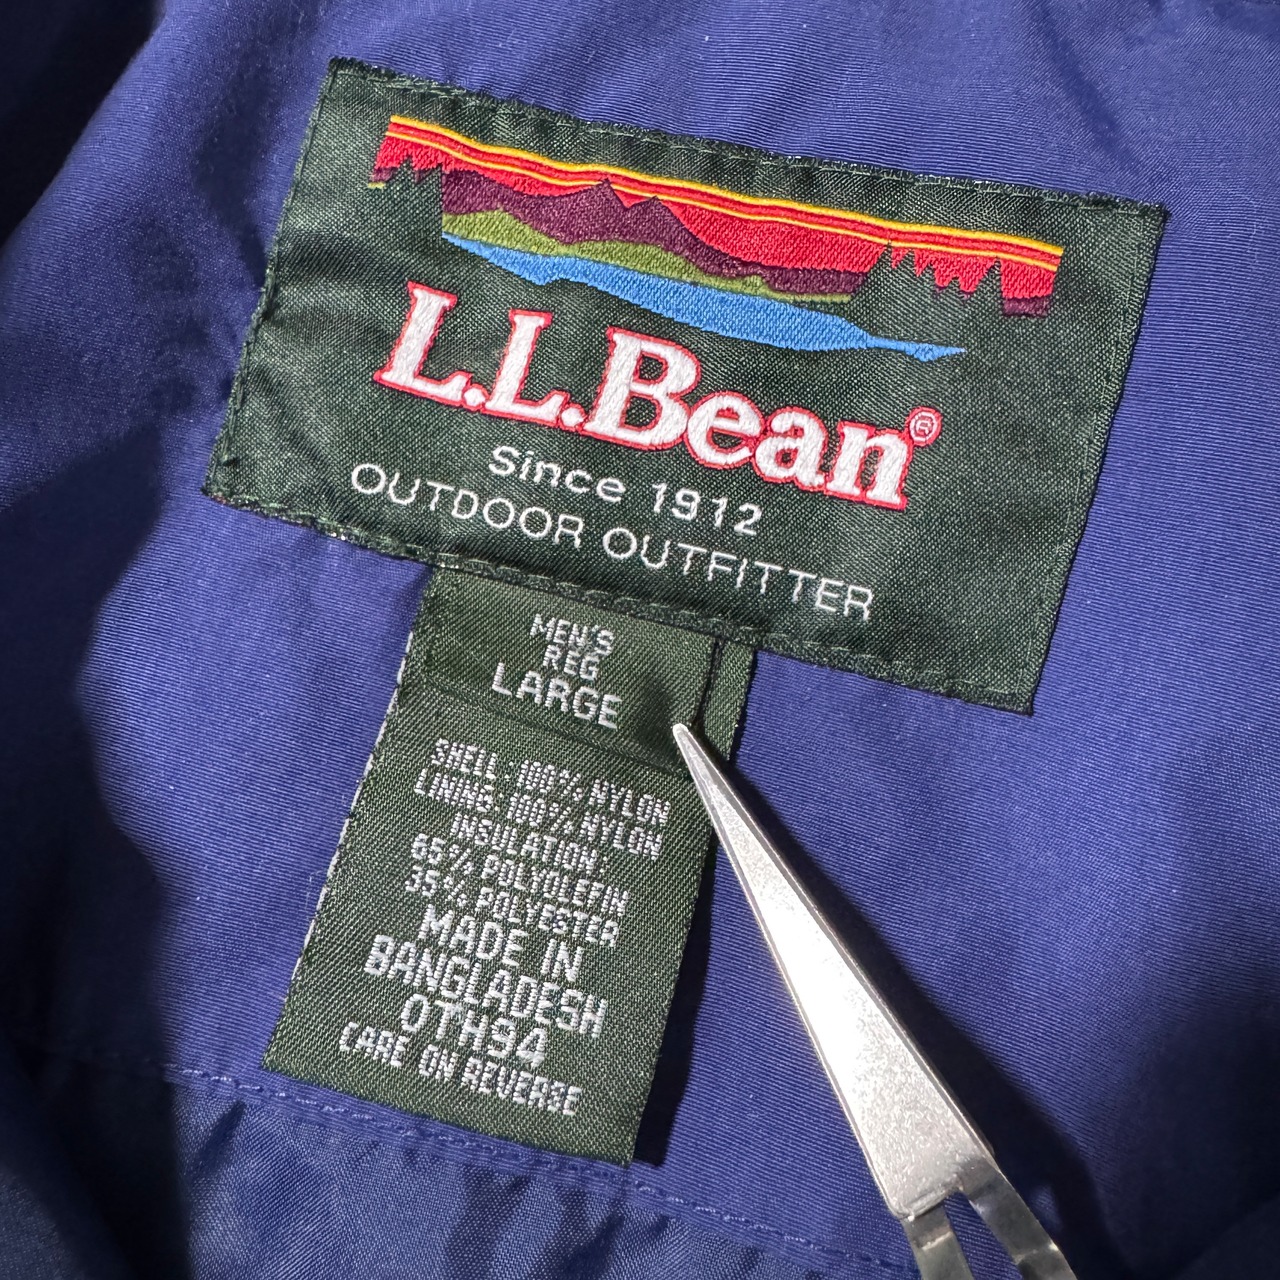 L.L.Bean®
Since 1912
OUTDOOR OUTFITTER
MEN'S
REG
LARGE
SHELL: 100% NYLON
LINING: 100% NYLON
INSULATION:
65% POLYOLEFIN
35% POLYESTER
MADE IN
BANGLADESH
0TH94
CARE ON REVERSE